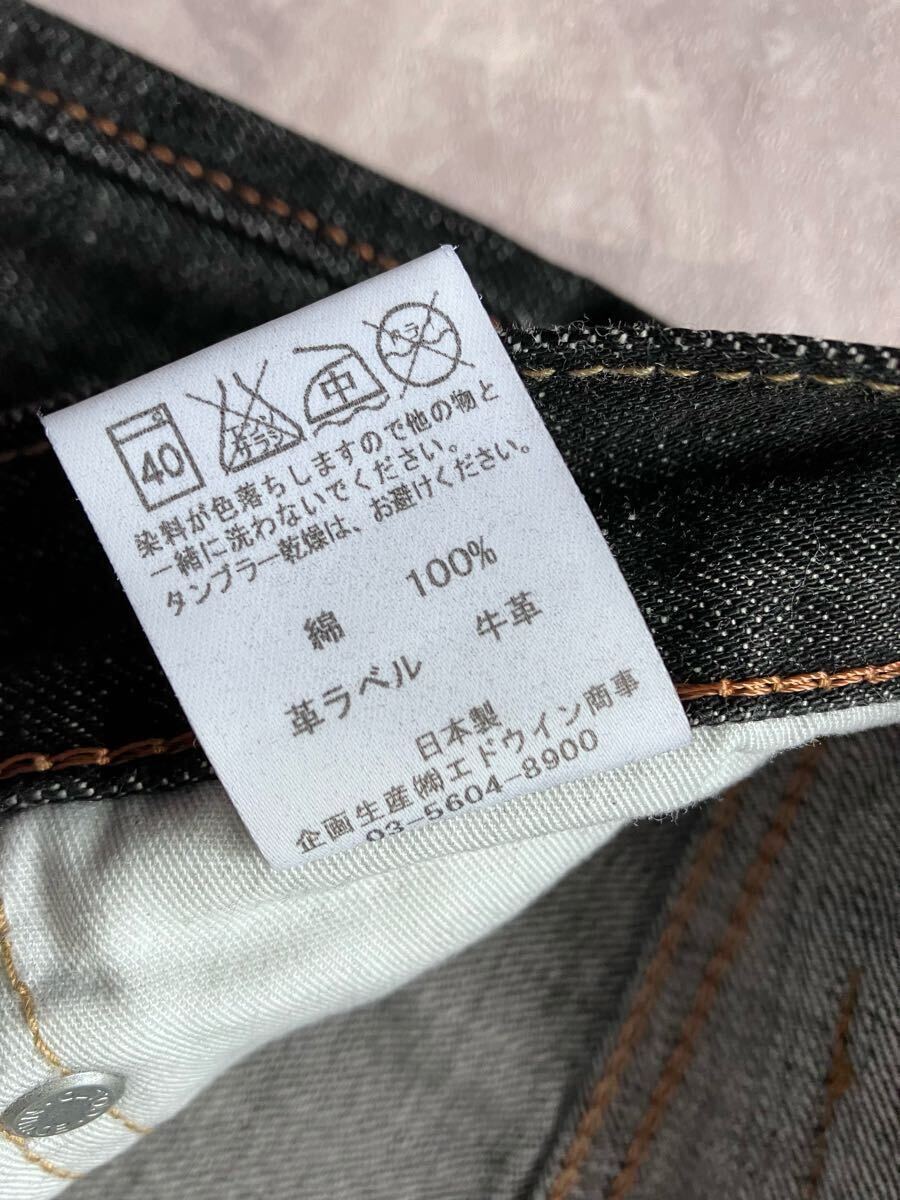 40
エンソサラシ
中
ドライ
染料が色落ちしますので他の物と
一緒に洗わないでください。
タンブラー乾燥は、お避けください。
綿 100%
革ラベル 牛革
日本製
企画生産㈱エドウイン商事
03-5604-8900